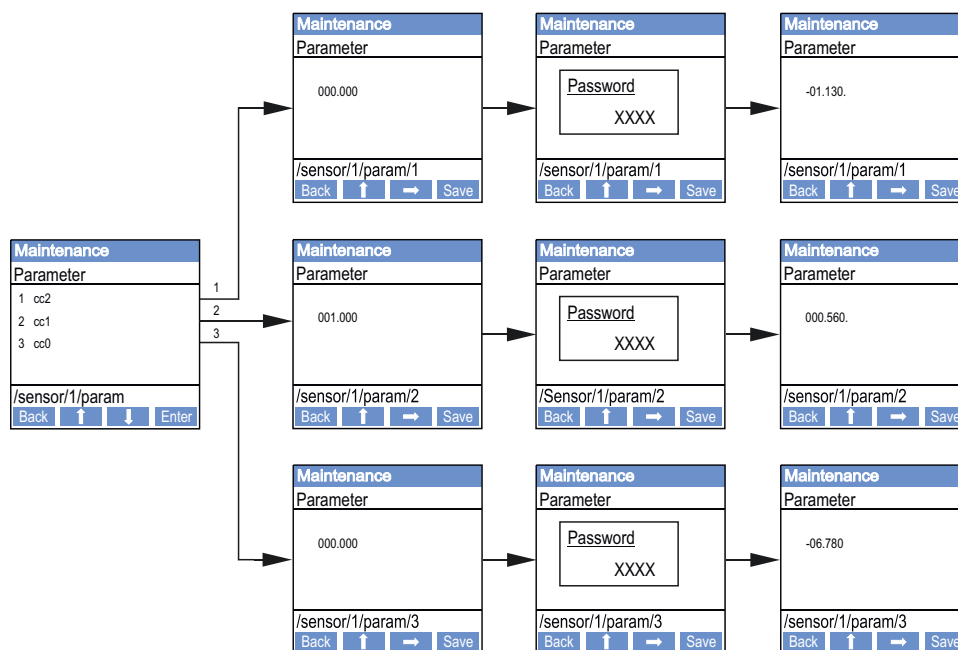 Maintenance
Parameter
000.000
/sensor/1/param/1
Back Save
Maintenance
Parameter
Password
XXXX
/sensor/1/param/1
Back Save
Maintenance
Parameter
-01.130.
/sensor/1/param/1
Back Save
Maintenance
Parameter
1 cc2
2 cc1
3 cc0
/sensor/1/param
Back Enter
1
2
3
Maintenance
Parameter
001.000
/sensor/1/param/2
Back Save
Maintenance
Parameter
Password
XXXX
/Sensor/1/param/2
Back Save
Maintenance
Parameter
000.560.
/sensor/1/param/2
Back Save
Maintenance
Parameter
000.000
/sensor/1/param/3
Back Save
Maintenance
Parameter
Password
XXXX
/sensor/1/param/3
Back Save
Maintenance
Parameter
-06.780
/sensor/1/param/3
Back Save